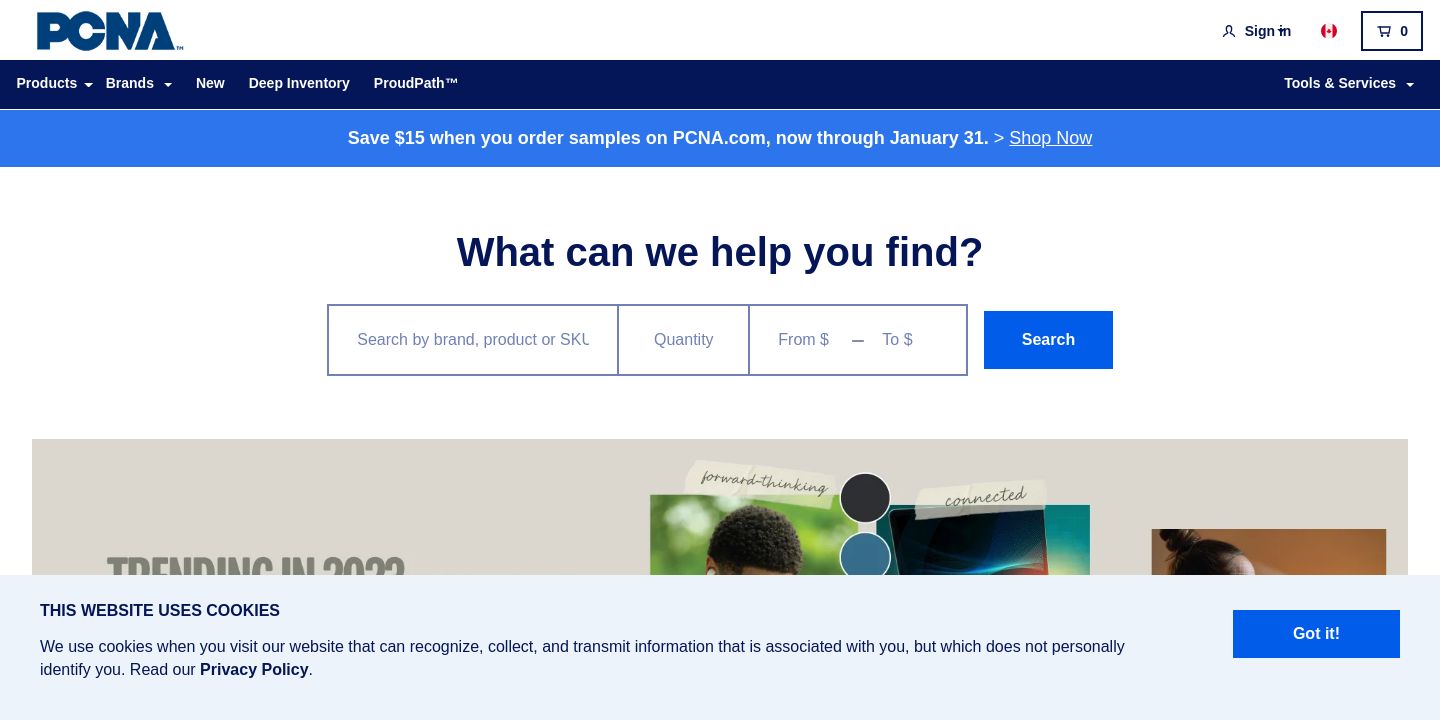 PCNA™
Sign in
0
Products
Brands
New
Deep Inventory
ProudPath™
Tools & Services
Save $15 when you order samples on PCNA.com, now through January 31. > Shop Now
What can we help you find?
Search by brand, product or SKU
Quantity
From $
To $
Search
forward-thinking
connected
TRENDING IN 2023
THIS WEBSITE USES COOKIES
We use cookies when you visit our website that can recognize, collect, and transmit information that is associated with you, but which does not personally
identify you. Read our Privacy Policy.
Got it!